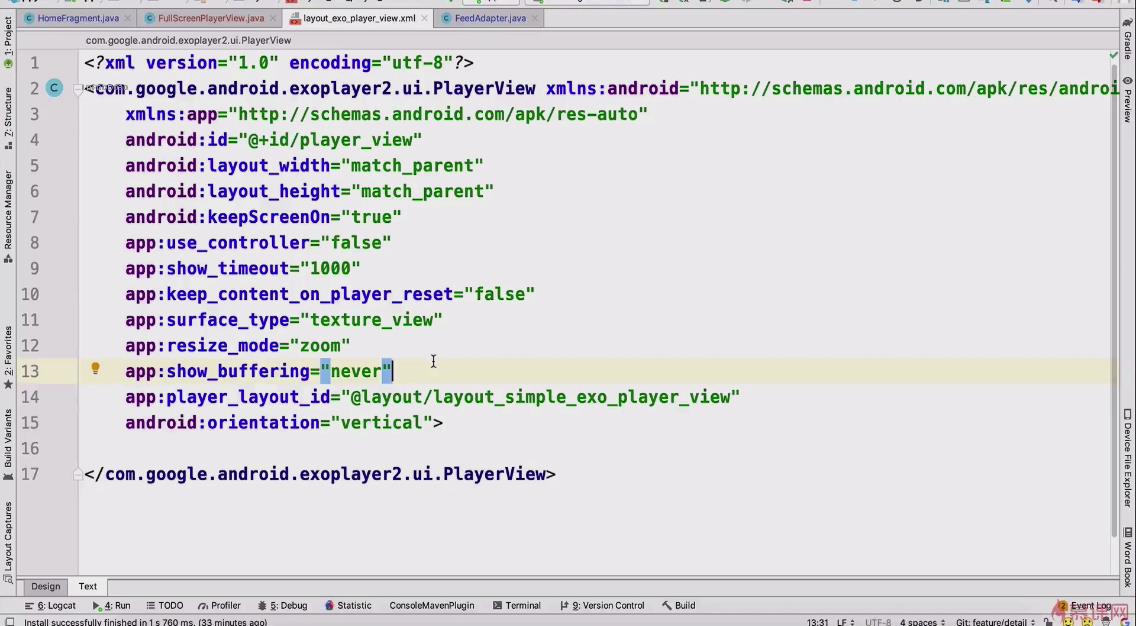 HomeFragment.java
FullScreenPlayerView.java
layout_exo_player_view.xml
FeedAdapter.java
com.google.android.exoplayer2.ui.PlayerView
1 <?xml version="1.0" encoding="utf-8"?>
2 <com.google.android.exoplayer2.ui.PlayerView xmlns:android="http://schemas.android.com/apk/res/androi
3 xmlns:app="http://schemas.android.com/apk/res-auto"
4 android:id="@+id/player_view"
5 android:layout_width="match_parent"
6 android:layout_height="match_parent"
7 android:keepScreenOn="true"
8 app:use_controller="false"
9 app:show_timeout="1000"
10 app:keep_content_on_player_reset="false"
11 app:surface_type="texture_view"
12 app:resize_mode="zoom"
13 app:show_buffering="never"
14 app:player_layout_id="@layout/layout_simple_exo_player_view"
15 android:orientation="vertical">
16
17 </com.google.android.exoplayer2.ui.PlayerView>
1: Project
7: Structure
Resource Manager
2: Favorites
Build Variants
Layout Captures
Gradle
Preview
Device File Explorer
Word Book
Design
Text
6: Logcat
4: Run
TODO
Profiler
5: Debug
Statistic
ConsoleMavenPlugin
Terminal
9: Version Control
Build
2 Event Log
Install successfully finished in 1 s 760 ms. (33 minutes ago)
13:31
LF
UTF-8
4 spaces
Git: feature/detail
慕课网